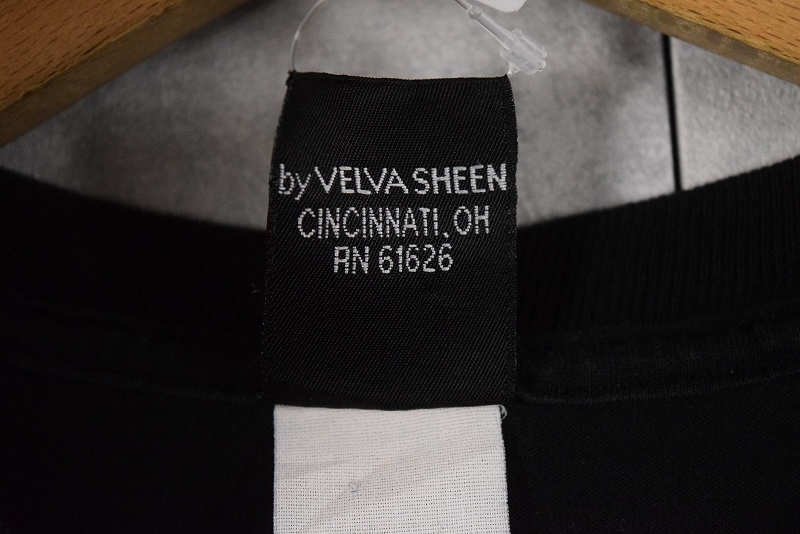 by VELVA SHEEN
CINCINNATI, OH
RN 61626